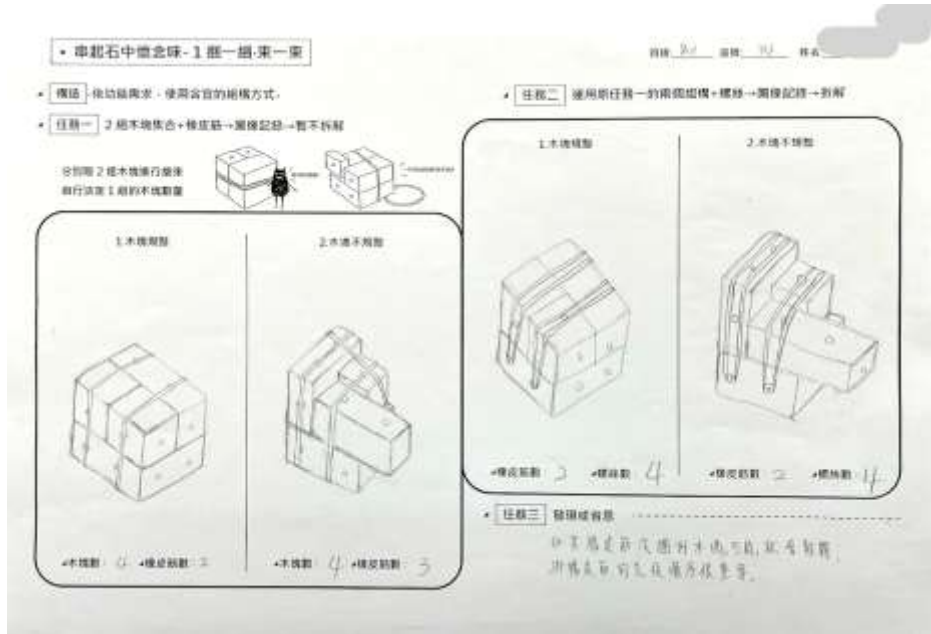 串起石中懷念味-1 捆一綑·束一束
班級 座號 姓名
構造 依功能需求,使用合宜的組構方式。
任務一 2組木塊集合+橡皮筋→圖像記錄→暫不拆解
分別取2組木塊進行構束
自行決定1組的木塊數量
1.木塊規整
2.木塊不規整
木塊數: 4 橡皮筋數: 2
木塊數: 4 橡皮筋數: 3
任務二 運用原任務一的兩個組構+螺絲→圖像記錄→拆解
1.木塊規整
2.木塊不規整
橡皮筋數: 2 螺絲數: 4
橡皮筋數: 2 螺絲數: 4
任務三 發現或省思